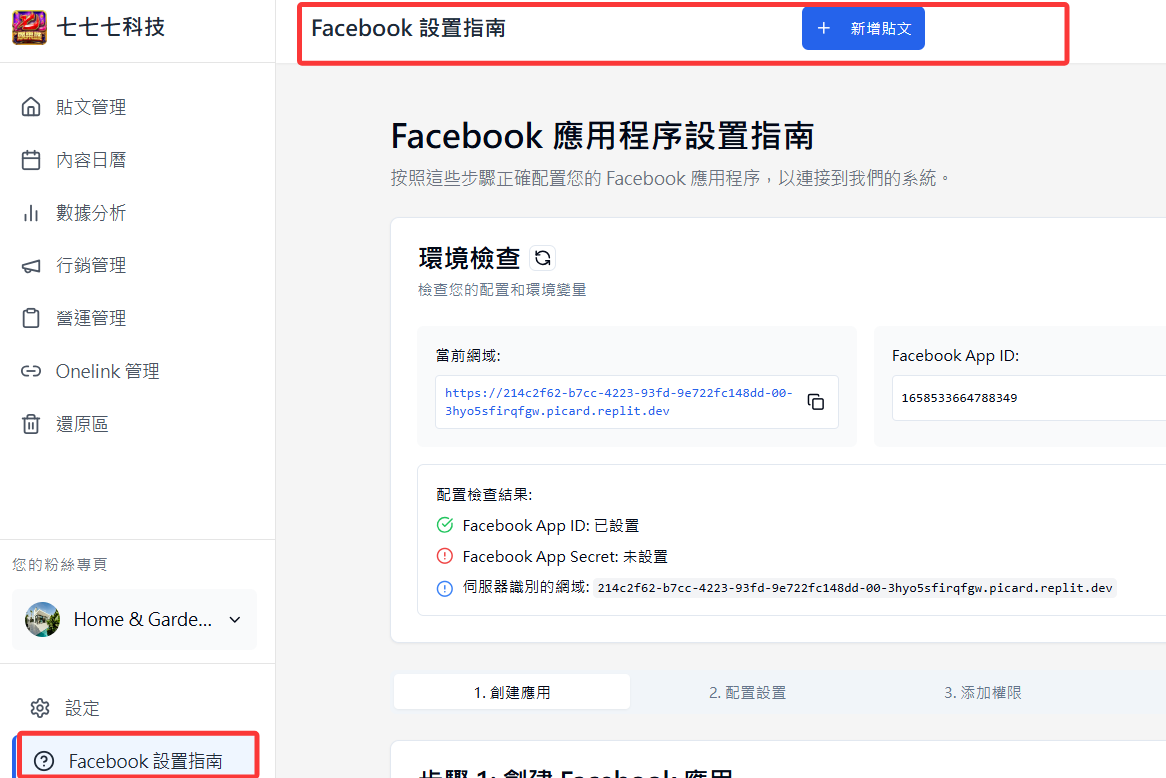 七七七科技
Facebook 設置指南
+ 新增貼文
貼文管理
內容日曆
數據分析
行銷管理
營運管理
Onelink 管理
還原區
您的粉絲專頁
Home & Garde...
設定
Facebook 設置指南
Facebook 應用程序設置指南
按照這些步驟正確配置您的 Facebook 應用程序，以連接到我們的系統。
環境檢查
檢查您的配置和環境變量
當前網域:
https://214c2f62-b7cc-4223-93fd-9e722fc148dd-00-
3hyo5sfirqfgw.picard.replit.dev
Facebook App ID:
1658533664788349
配置檢查結果:
Facebook App ID: 已設置
Facebook App Secret: 未設置
伺服器識別的網域: 214c2f62-b7cc-4223-93fd-9e722fc148dd-00-3hyo5sfirqfgw.picard.replit.dev
1. 創建應用
2. 配置設置
3. 添加權限
步驟 1: 創建 Facebook 應用